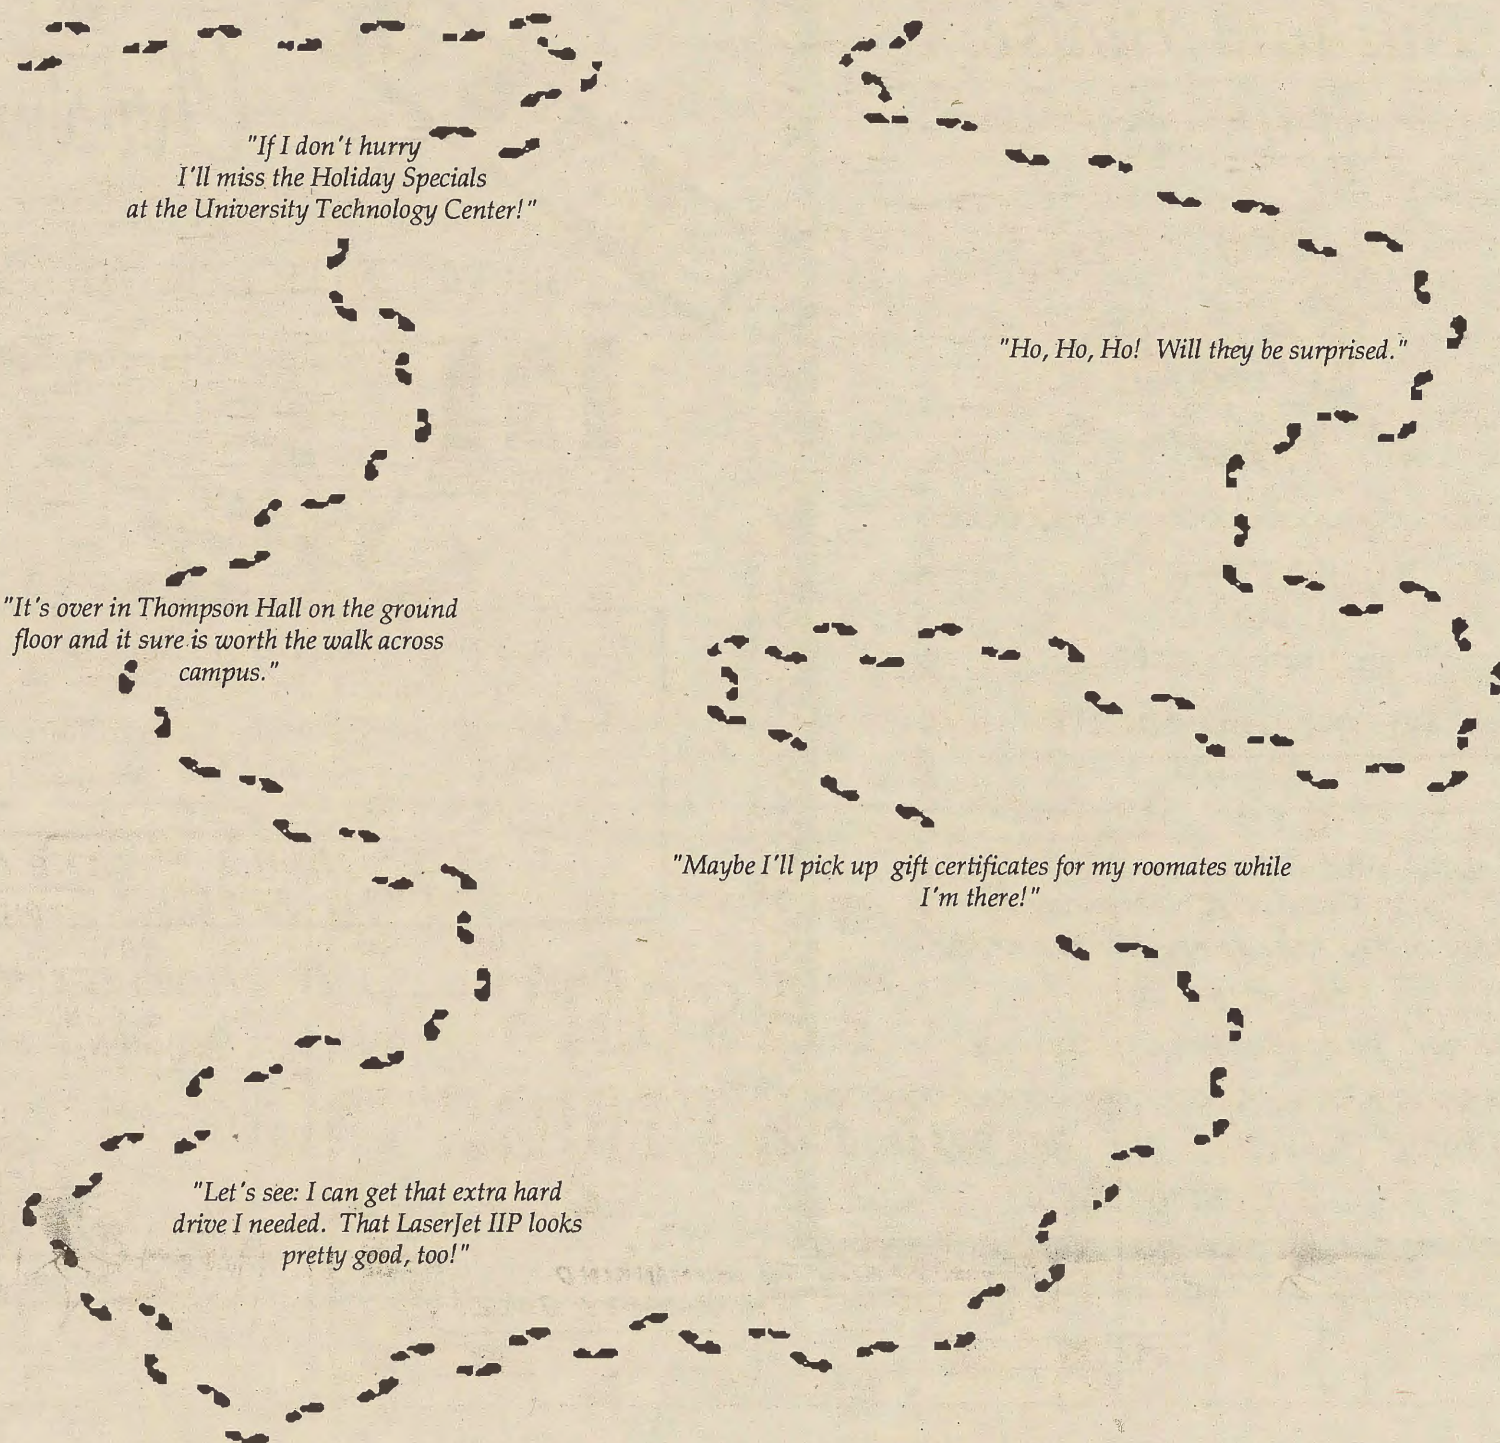 "If I don't hurry
I'll miss the Holiday Specials
at the University Technology Center!"
"It's over in Thompson Hall on the ground
floor and it sure is worth the walk across
campus."
"Let's see: I can get that extra hard
drive I needed.  That LaserJet IIP looks
pretty good, too!"
"Maybe I'll pick up  gift certificates for my roomates while
I'm there!"
"Ho, Ho, Ho!  Will they be surprised."